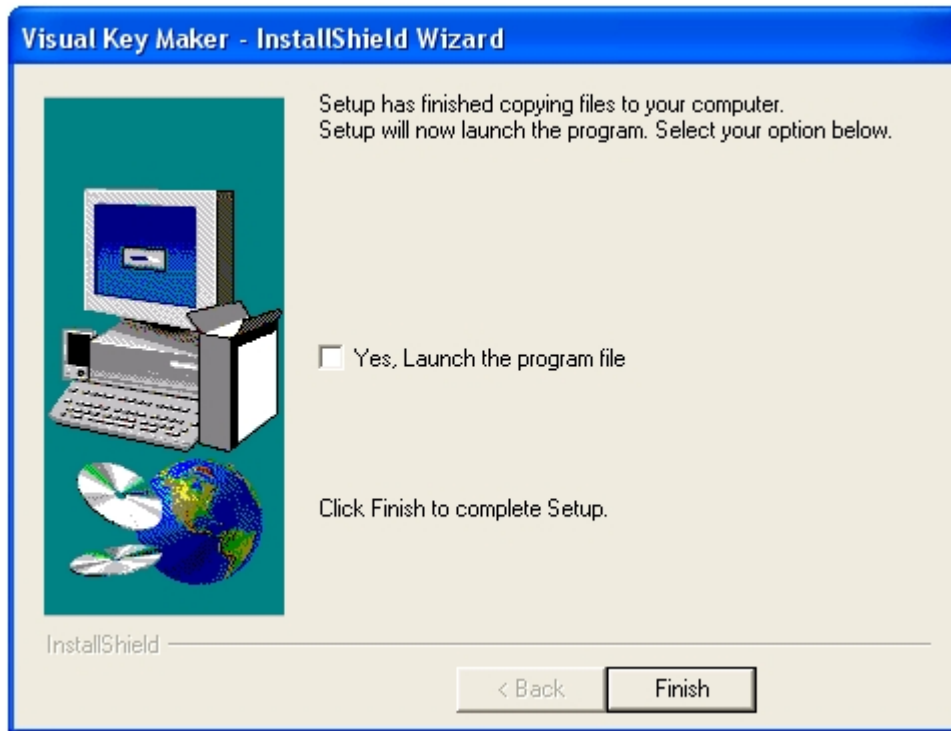 Visual Key Maker - InstallShield Wizard
Setup has finished copying files to your computer.
Setup will now launch the program. Select your option below.
Yes, Launch the program file
Click Finish to complete Setup.
InstallShield
< Back
Finish